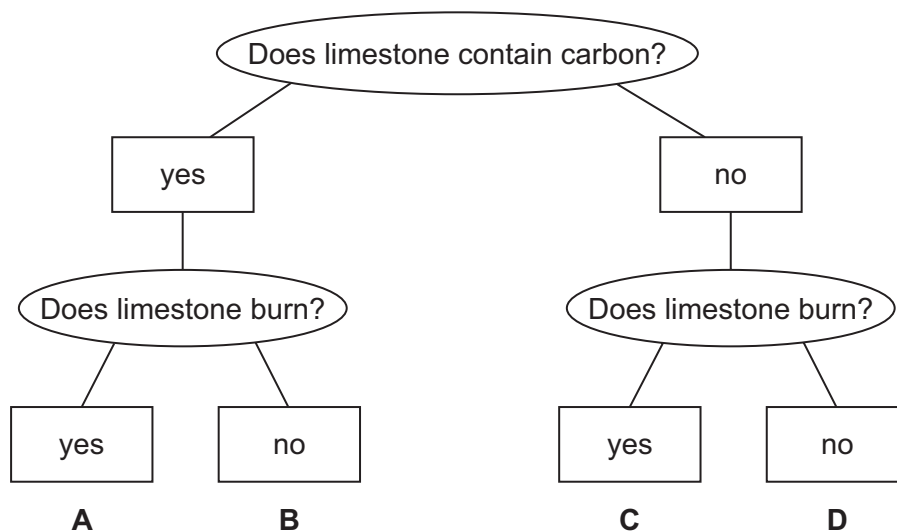 Does limestone contain carbon?
yes
no
Does limestone burn?
Does limestone burn?
yes
no
yes
no
A
B
C
D